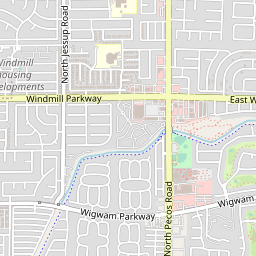 North Jessup Road
Windmill
Housing
Developments
Windmill Parkway
East W
Wigwam Parkway
Wigwam
North Pecos Road